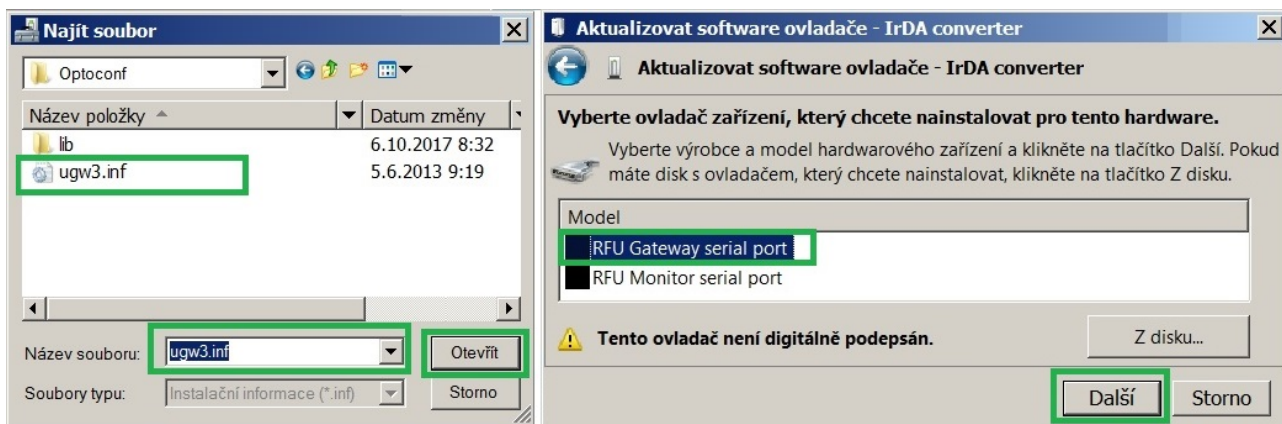 Najít soubor
Optoconf
Název položky
Datum změny
lib
6.10.2017 8:32
ugw3.inf
5.6.2013 9:19
Název souboru:
ugw3.inf
Otevřít
Soubory typu:
Instalační informace (*.inf)
Storno
Aktualizovat software ovladače - IrDA converter
Aktualizovat software ovladače - IrDA converter
Vyberte ovladač zařízení, který chcete nainstalovat pro tento hardware.
Vyberte výrobce a model hardwarového zařízení a klikněte na tlačítko Další. Pokud
máte disk s ovladačem, který chcete nainstalovat, klikněte na tlačítko Z disku.
Model
RFU Gateway serial port
RFU Monitor serial port
Tento ovladač není digitálně podepsán.
Z disku...
Další
Storno